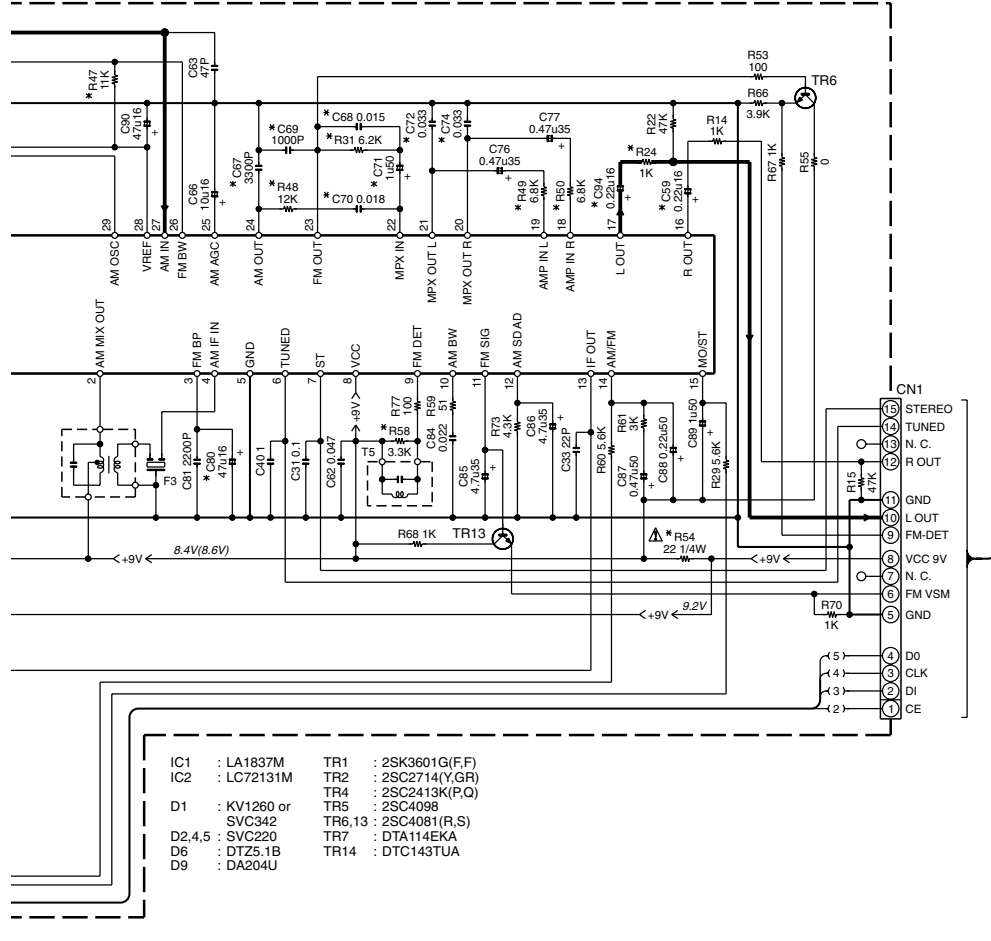 R53
100
TR6
C63
47P
* R47
11K
R66
3.9K
C90
47u16
* C69
1000P
* C68 0.015
* R31 6.2K
* C72
0.033
* C74
0.033
C77
0.47u35
R22
47K
R14
1K
C76
0.47u35
* R24
1K
R67 1K
R55
0
* C67
3300P
* C71
1u50
C66
10u16
* R48
12K
* C70 0.018
* R49
6.8K
* R50
6.8K
* C94
0.22u16
* C59
0.22u16
29
28
27
26
25
24
23
22
21
20
19
18
17
16
AM OSC
VREF
AM IN
FM BW
AM AGC
AM OUT
FM OUT
MPX IN
MPX OUT L
MPX OUT R
AMP IN L
AMP IN R
L OUT
R OUT
AM MIX OUT
FM BP
AM IF IN
GND
TUNED
ST
VCC
FM DET
AM BW
FM SIG
AM SD AD
IF OUT
AM/FM
MO/ST
2
3
4
5
6
7
8
9
10
11
12
13
14
15
CN1
15 STEREO
14 TUNED
13 N. C.
12 R OUT
11 GND
10 L OUT
9 FM-DET
8 VCC 9V
7 N. C.
6 FM VSM
5 GND
4 D0
3 CLK
2 DI
1 CE
+9V
R77
100
R59
51
* R58
3.3K
T5
C84
0.022
R73
4.3K
C86
4.7u35
C85
4.7u35
C33 22P
R60 5.6K
R61
3K
C87
0.47u50
C88 0.22u50
C89 1u50
R29 5.6K
R15
47K
F3
C81 2200P
* C80
47u16
C40 1
C31 0.1
C62 0.047
R68 1K
TR13
* R54
22 1/4W
+9V
8.4V(8.6V)
+9V
+9V
9.2V
R70
1K
5
4
3
2
IC1 : LA1837M
IC2 : LC72131M
D1 : KV1260 or
SVC342
D2,4,5 : SVC220
D6 : DTZ5.1B
D9 : DA204U
TR1 : 2SK3601G(F,F)
TR2 : 2SC2714(Y,GR)
TR4 : 2SC2413K(P,Q)
TR5 : 2SC4098
TR6,13 : 2SC4081(R,S)
TR7 : DTA114EKA
TR14 : DTC143TUA